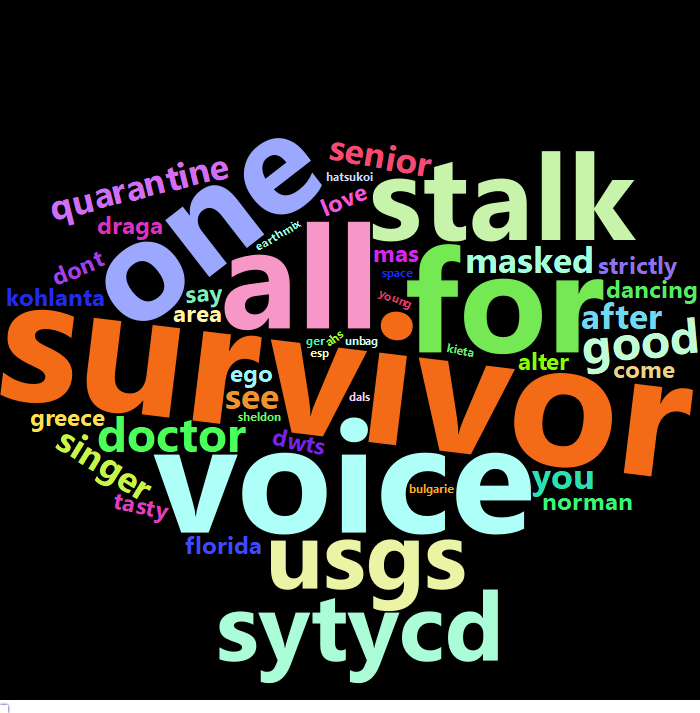 one
senior
stalk
quarantine
hatsukoi
love
draga
earthmix
all
mas
masked
strictly
for
dont
space
kohlanta
say
area
young
dancing
survivor
after
good
ger
ahs
unbag
esp
kieta
alter
come
ego
see
dals
greece
sheldon
doctor
dwts
singer
voice
you
bulgarie
norman
tasty
florida
usgs
sytycd